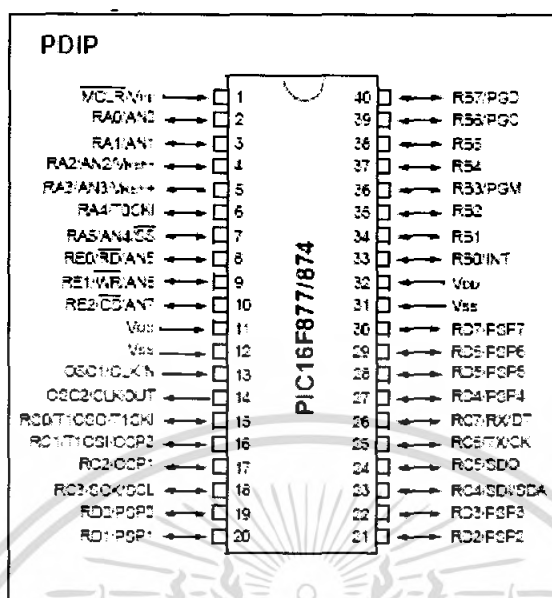 PDIP
MCLR/VPP 1
RA0/AN0 2
RA1/AN1 3
RA2/AN2/VREF- 4
RA3/AN3/VREF+ 5
RA4/T0CKI 6
RA5/AN4/SS 7
RE0/RD/AN5 8
RE1/WR/AN6 9
RE2/CS/AN7 10
VDD 11
VSS 12
OSC1/CLKIN 13
OSC2/CLKOUT 14
RC0/T1OSO/T1CKI 15
RC1/T1OSI/CCP2 16
RC2/CCP1 17
RC3/SCK/SCL 18
RD0/PSP0 19
RD1/PSP1 20
PIC16F877/874
40 RB7/PGD
39 RB6/PGC
38 RB5
37 RB4
36 RB3/PGM
35 RB2
34 RB1
33 RB0/INT
32 VDD
31 VSS
30 RD7/PSP7
29 RD6/PSP6
28 RD5/PSP5
27 RD4/PSP4
26 RC7/RX/DT
25 RC6/TX/CK
24 RC5/SDO
23 RC4/SDI/SDA
22 RD3/PSP3
21 RD2/PSP2